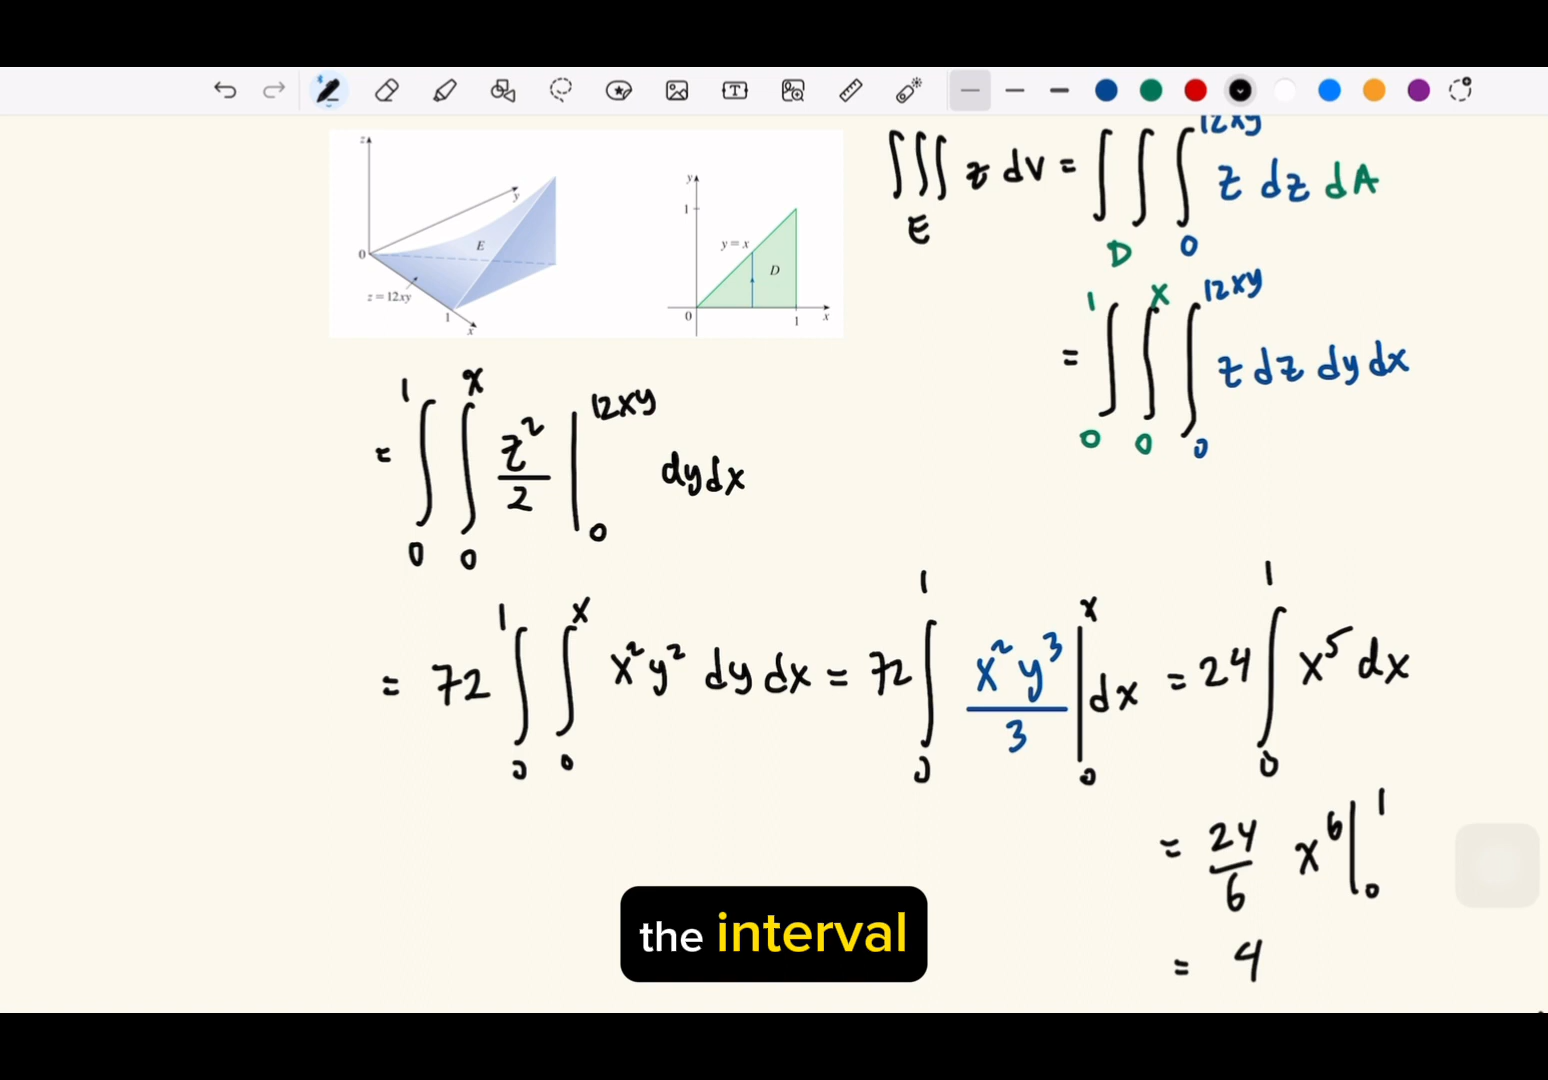 z
y
E
0
z = 12xy
1
x
y
1
y = x
D
0
1
x
∭_E z dV = ∬_D ∫_0^{12xy} z dz dA
= ∫_0^1 ∫_0^x ∫_0^{12xy} z dz dy dx
= ∫_0^1 ∫_0^x z²/2 |_0^{12xy} dy dx
= 72 ∫_0^1 ∫_0^x x²y² dy dx = 72 ∫_0^1 x²y³/3 |_0^x dx = 24 ∫_0^1 x⁵ dx
= 24/6 x⁶ |_0^1
= 4
the interval